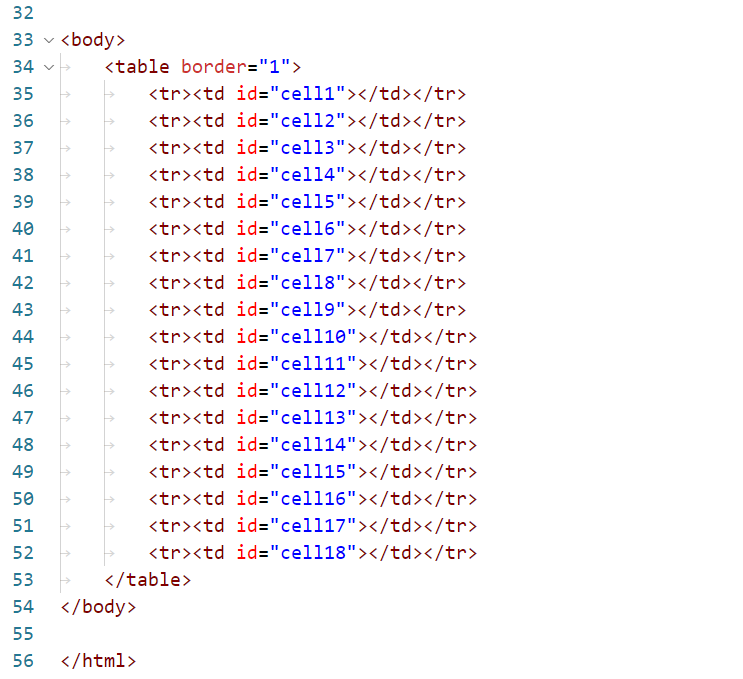 32
33 <body>
34 <table border="1">
35 <tr><td id="cell1"></td></tr>
36 <tr><td id="cell2"></td></tr>
37 <tr><td id="cell3"></td></tr>
38 <tr><td id="cell4"></td></tr>
39 <tr><td id="cell5"></td></tr>
40 <tr><td id="cell6"></td></tr>
41 <tr><td id="cell7"></td></tr>
42 <tr><td id="cell8"></td></tr>
43 <tr><td id="cell9"></td></tr>
44 <tr><td id="cell10"></td></tr>
45 <tr><td id="cell11"></td></tr>
46 <tr><td id="cell12"></td></tr>
47 <tr><td id="cell13"></td></tr>
48 <tr><td id="cell14"></td></tr>
49 <tr><td id="cell15"></td></tr>
50 <tr><td id="cell16"></td></tr>
51 <tr><td id="cell17"></td></tr>
52 <tr><td id="cell18"></td></tr>
53 </table>
54 </body>
55
56 </html>